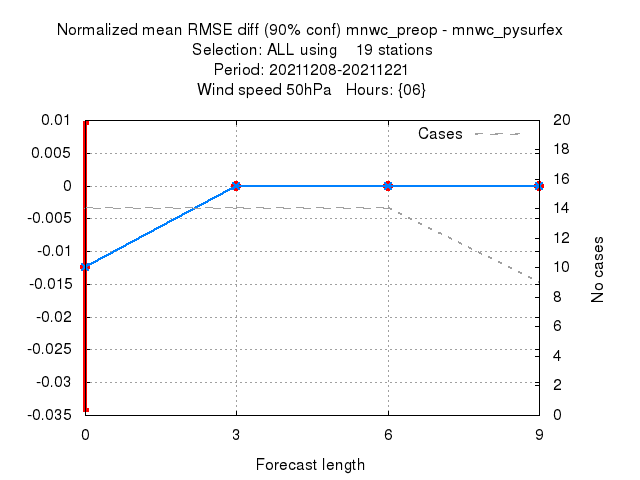 Normalized mean RMSE diff (90% conf) mnwc_preop - mnwc_pysurfex
Selection: ALL using    19 stations
Period: 20211208-20211221
Wind speed 50hPa   Hours: {06}
Cases
0.01
0.005
0
-0.005
-0.01
-0.015
-0.02
-0.025
-0.03
-0.035
20
18
16
14
12
10
8
6
4
2
0
No cases
0 3 6 9
Forecast length